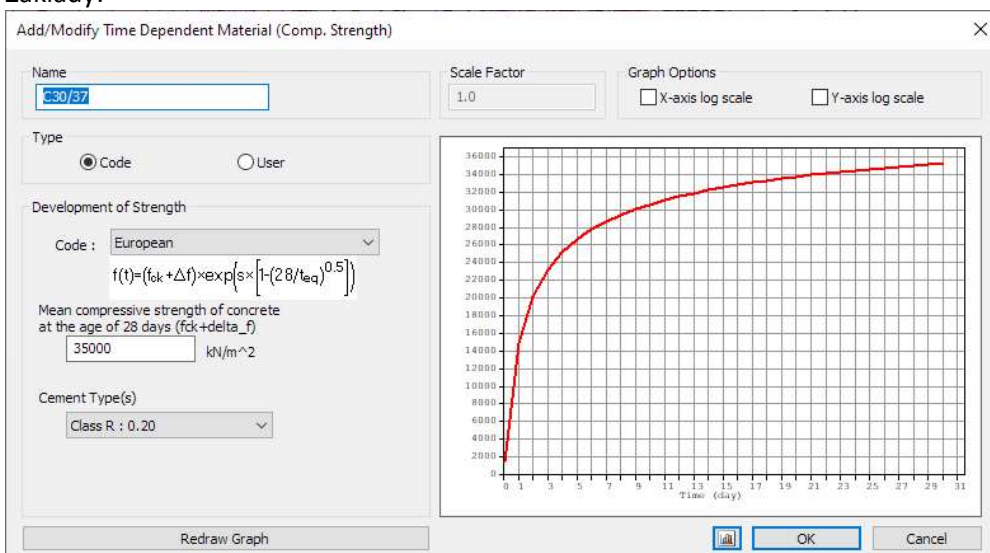 Základy:
Add/Modify Time Dependent Material (Comp. Strength)
Name
C30/37
Scale Factor
1.0
Graph Options
X-axis log scale
Y-axis log scale
Type
Code
User
Development of Strength
Code :
European
f(t)=(fck+Δf)×exp{s×[1-(28/teq)^0.5]}
Mean compressive strength of concrete
at the age of 28 days (fck+delta_f)
35000
kN/m^2
Cement Type(s)
Class R : 0.20
36000
34000
32000
30000
28000
26000
24000
22000
20000
18000
16000
14000
12000
10000
8000
6000
4000
2000
0
0 1 3 5 7 9 11 13 15 17 19 21 23 25 27 29 31
Time (day)
Redraw Graph
OK
Cancel